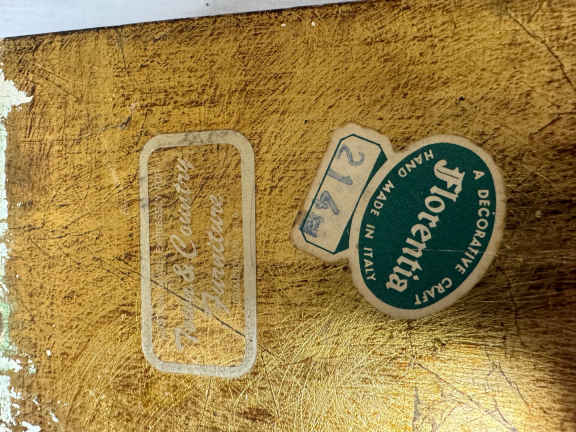 Town & Country
Furniture
A DECORATIVE CRAFT
Florentia
HAND MADE IN ITALY
214